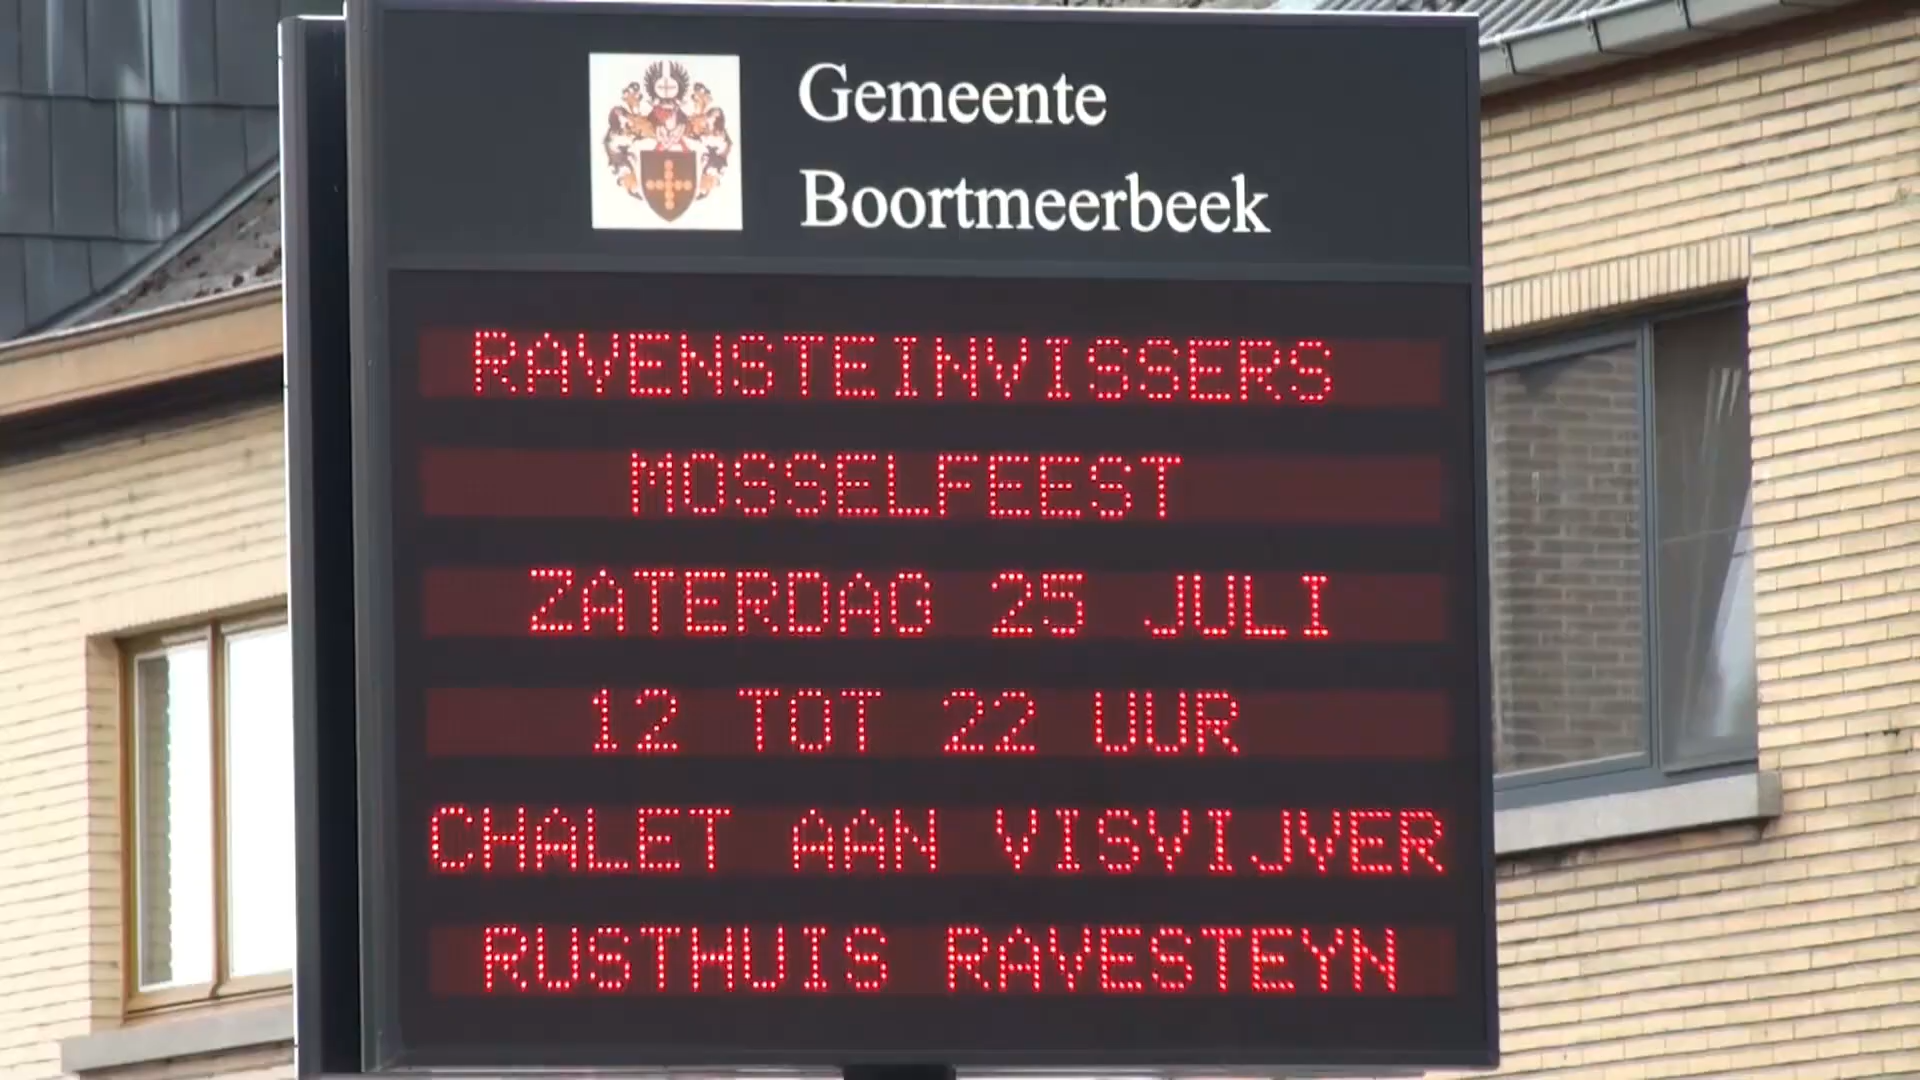 Gemeente
Boortmeerbeek
RAVENSTEINVISSERS
MOSSELFEEST
ZATERDAG 25 JULI
12 TOT 22 UUR
CHALET AAN VISVIJVER
RUSTHUIS RAVESTEYN